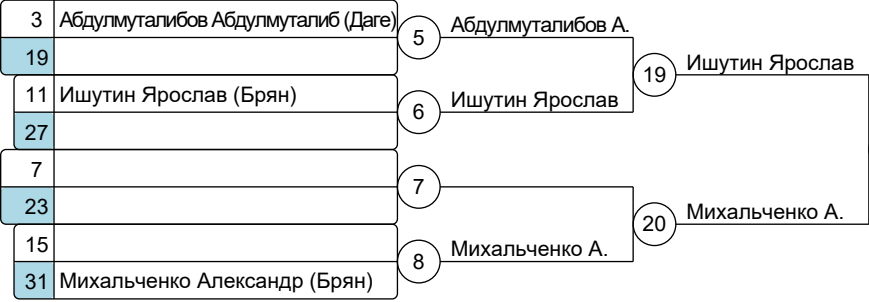 3 Абдулмуталибов Абдулмуталиб (Даге)
19
5 Абдулмуталибов А.
11 Ишутин Ярослав (Брян)
27
6 Ишутин Ярослав
19 Ишутин Ярослав
7
23
7
15
31 Михальченко Александр (Брян)
8 Михальченко А.
20 Михальченко А.